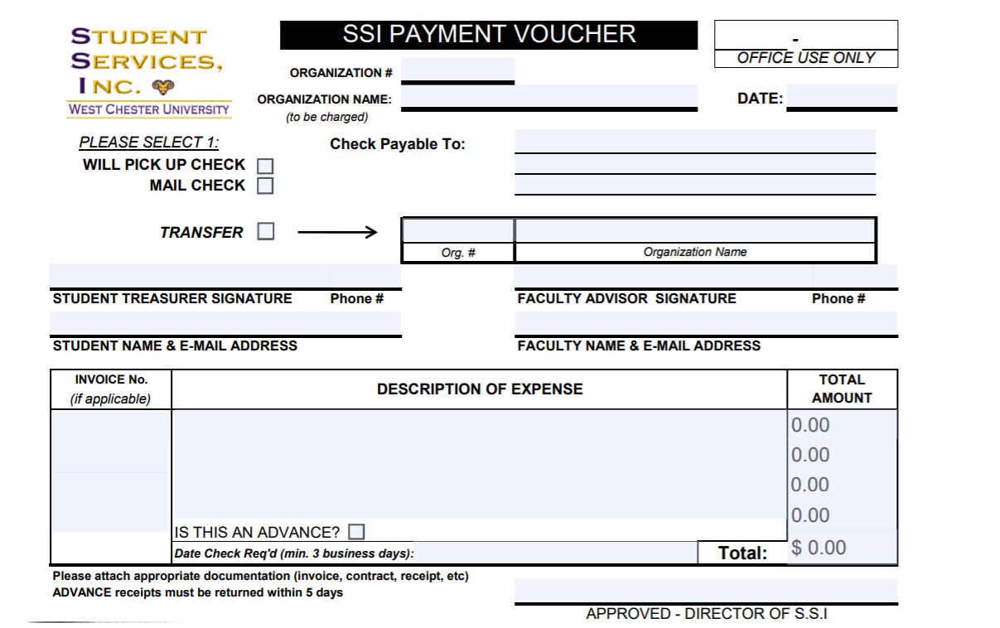 STUDENT
SERVICES,
INC.
WEST CHESTER UNIVERSITY
SSI PAYMENT VOUCHER
-
OFFICE USE ONLY
ORGANIZATION #
ORGANIZATION NAME:
(to be charged)
DATE:
PLEASE SELECT 1:
Check Payable To:
WILL PICK UP CHECK
MAIL CHECK
TRANSFER
Org. # Organization Name
STUDENT TREASURER SIGNATURE Phone # FACULTY ADVISOR SIGNATURE Phone #
STUDENT NAME & E-MAIL ADDRESS FACULTY NAME & E-MAIL ADDRESS
INVOICE No.
(if applicable)
DESCRIPTION OF EXPENSE
TOTAL
AMOUNT
0.00
0.00
0.00
0.00
IS THIS AN ADVANCE?
Date Check Req'd (min. 3 business days): Total: $ 0.00
Please attach appropriate documentation (invoice, contract, receipt, etc)
ADVANCE receipts must be returned within 5 days
APPROVED - DIRECTOR OF S.S.I